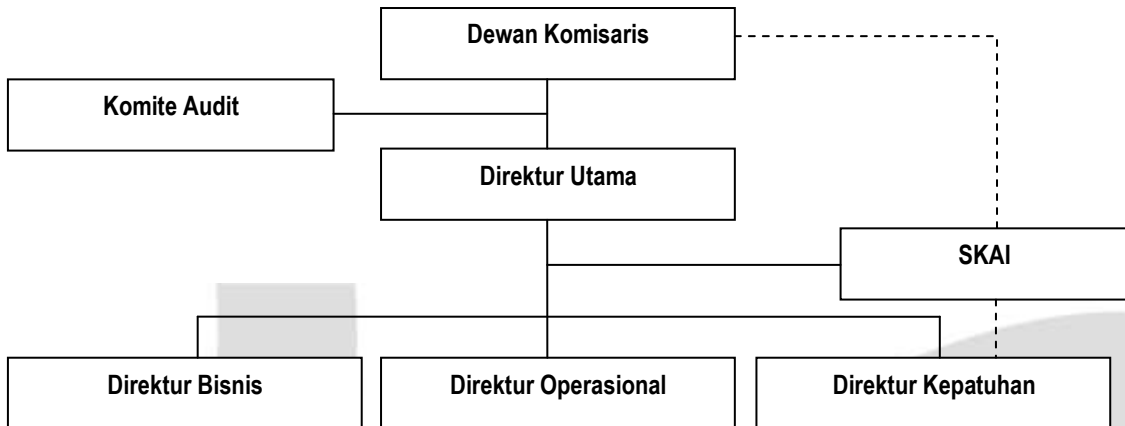 Dewan Komisaris
Komite Audit
Direktur Utama
SKAI
Direktur Bisnis
Direktur Operasional
Direktur Kepatuhan